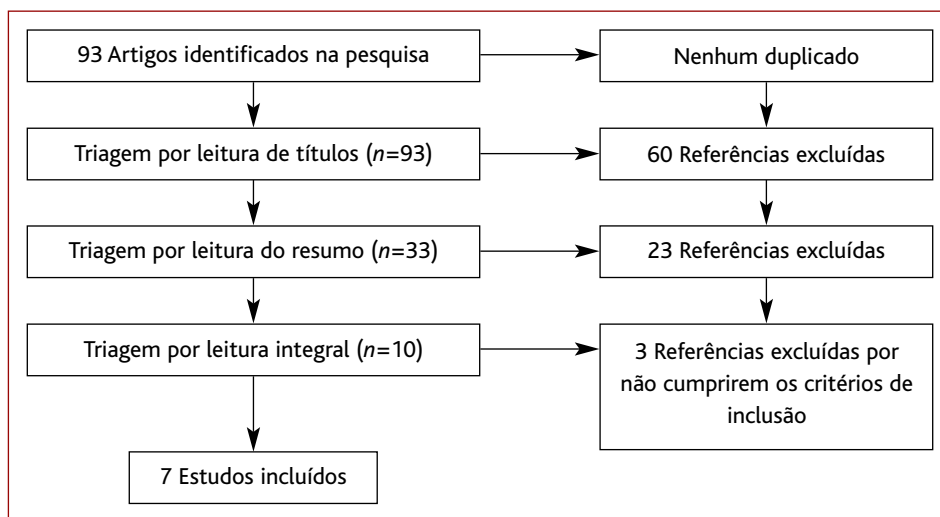 93 Artigos identificados na pesquisa
Nenhum duplicado
Triagem por leitura de títulos (n=93)
60 Referências excluídas
Triagem por leitura do resumo (n=33)
23 Referências excluídas
Triagem por leitura integral (n=10)
3 Referências excluídas por
não cumprirem os critérios de
inclusão
7 Estudos incluídos